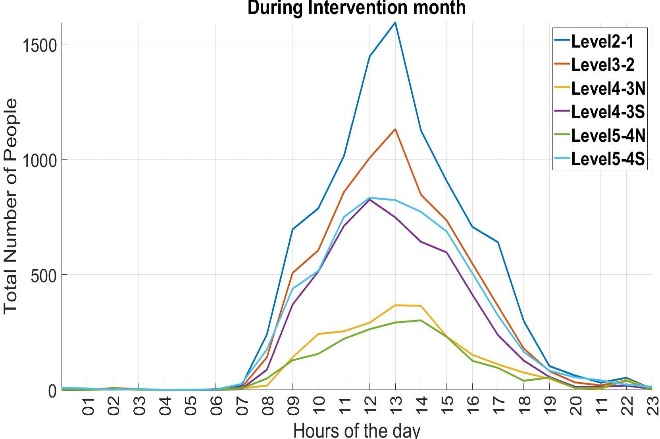 During Intervention month
Total Number of People
1500
1000
500
0
Level2-1
Level3-2
Level4-3N
Level4-3S
Level5-4N
Level5-4S
01 02 03 04 05 06 07 08 09 10 11 12 13 14 15 16 17 18 19 20 21 22 23
Hours of the day